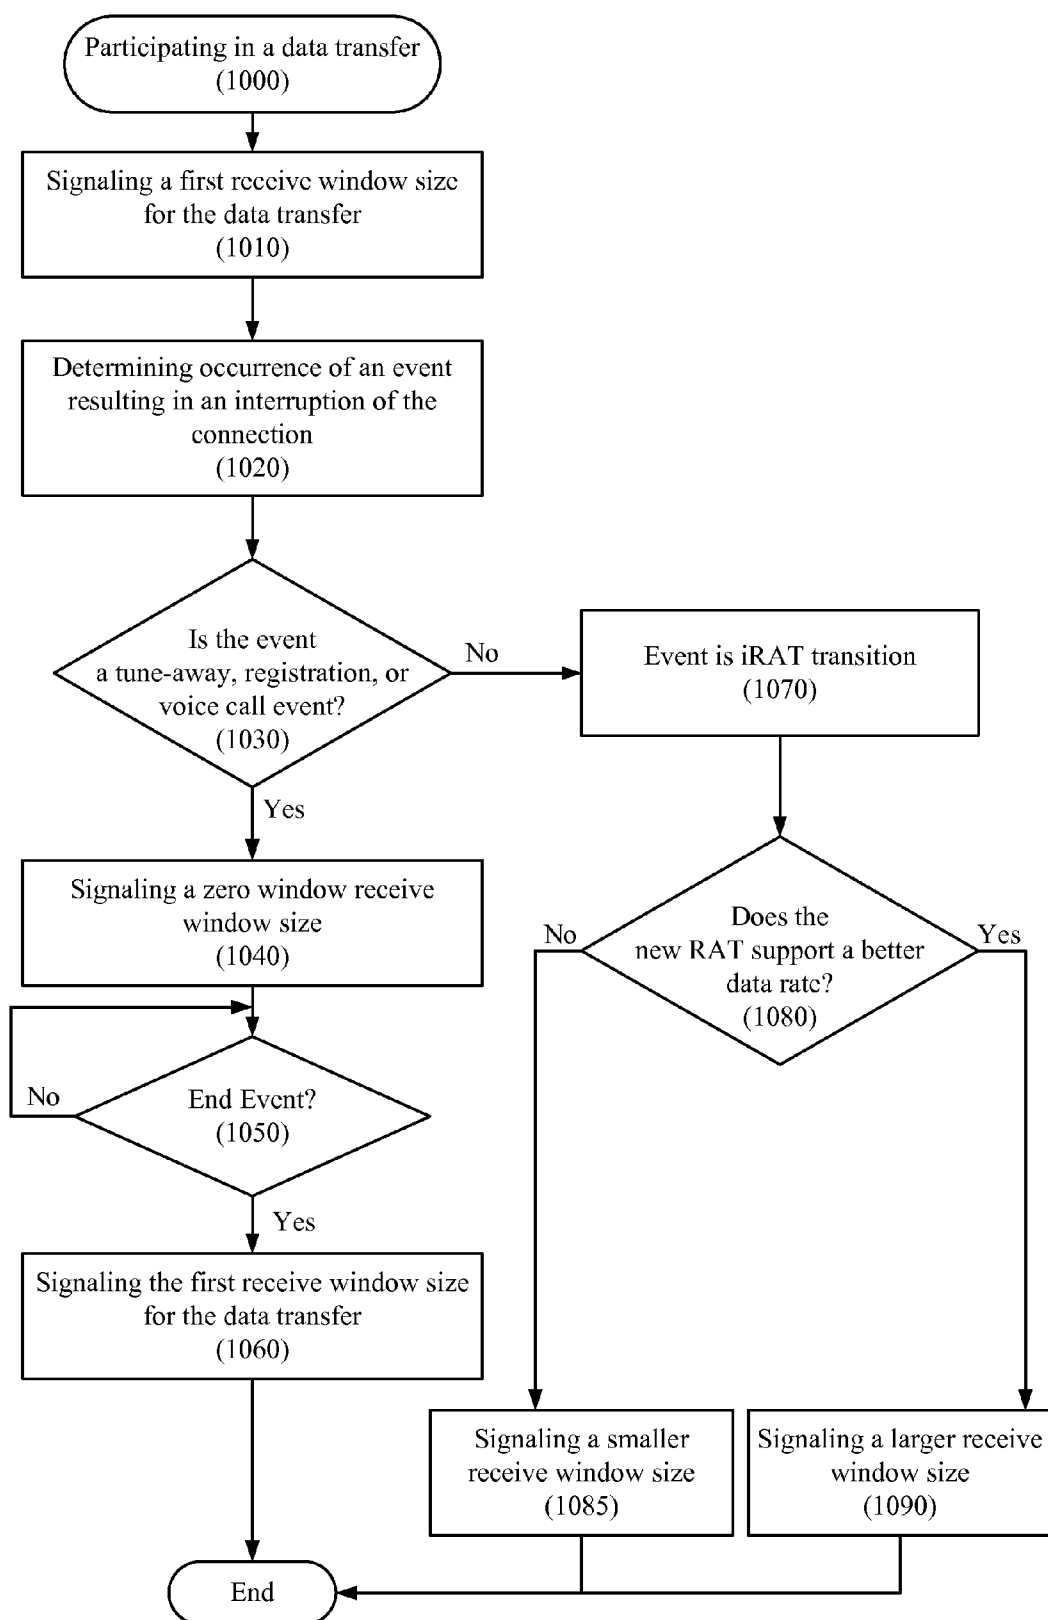 Participating in a data transfer
(1000)
Signaling a first receive window size
for the data transfer
(1010)
Determining occurrence of an event
resulting in an interruption of the
connection
(1020)
Is the event
a tune-away, registration, or
voice call event?
(1030)
No
Event is iRAT transition
(1070)
Yes
Signaling a zero window receive
window size
(1040)
Does the
new RAT support a better
data rate?
(1080)
No
Yes
End Event?
(1050)
No
Yes
Signaling the first receive window size
for the data transfer
(1060)
Signaling a smaller
receive window size
(1085)
Signaling a larger receive
window size
(1090)
End